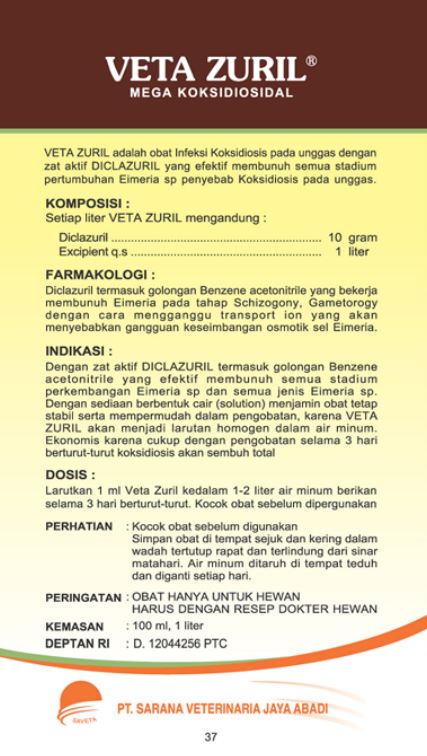 VETA ZURIL®
MEGA KOKSIDIOSIDAL
VETA ZURIL adalah obat Infeksi Koksidiosis pada unggas dengan
zat aktif DICLAZURIL yang efektif membunuh semua stadium
pertumbuhan Eimeria sp penyebab Koksidiosis pada unggas.
KOMPOSISI :
Setiap liter VETA ZURIL mengandung :
Diclazuril ................................................................ 10 gram
Excipient q.s .......................................................... 1 liter
FARMAKOLOGI :
Diclazuril termasuk golongan Benzene acetonitrile yang bekerja
membunuh Eimeria pada tahap Schizogony, Gametorogy
dengan cara mengganggu transport ion yang akan
menyebabkan gangguan keseimbangan osmotik sel Eimeria.
INDIKASI :
Dengan zat aktif DICLAZURIL termasuk golongan Benzene
acetonitrile yang efektif membunuh semua stadium
perkembangan Eimeria sp dan semua jenis Eimeria sp.
Dengan sediaan berbentuk cair (solution) menjamin obat tetap
stabil serta mempermudah dalam pengobatan, karena VETA
ZURIL akan menjadi larutan homogen dalam air minum.
Ekonomis karena cukup dengan pengobatan selama 3 hari
berturut-turut koksidiosis akan sembuh total
DOSIS :
Larutkan 1 ml Veta Zuril kedalam 1-2 liter air minum berikan
selama 3 hari berturut-turut. Kocok obat sebelum dipergunakan
PERHATIAN : Kocok obat sebelum digunakan
Simpan obat di tempat sejuk dan kering dalam
wadah tertutup rapat dan terlindung dari sinar
matahari. Air minum ditaruh di tempat teduh
dan diganti setiap hari.
PERINGATAN : OBAT HANYA UNTUK HEWAN
HARUS DENGAN RESEP DOKTER HEWAN
KEMASAN : 100 ml, 1 liter
DEPTAN RI : D. 12044256 PTC
SAVETA
PT. SARANA VETERINARIA JAYA ABADI
37